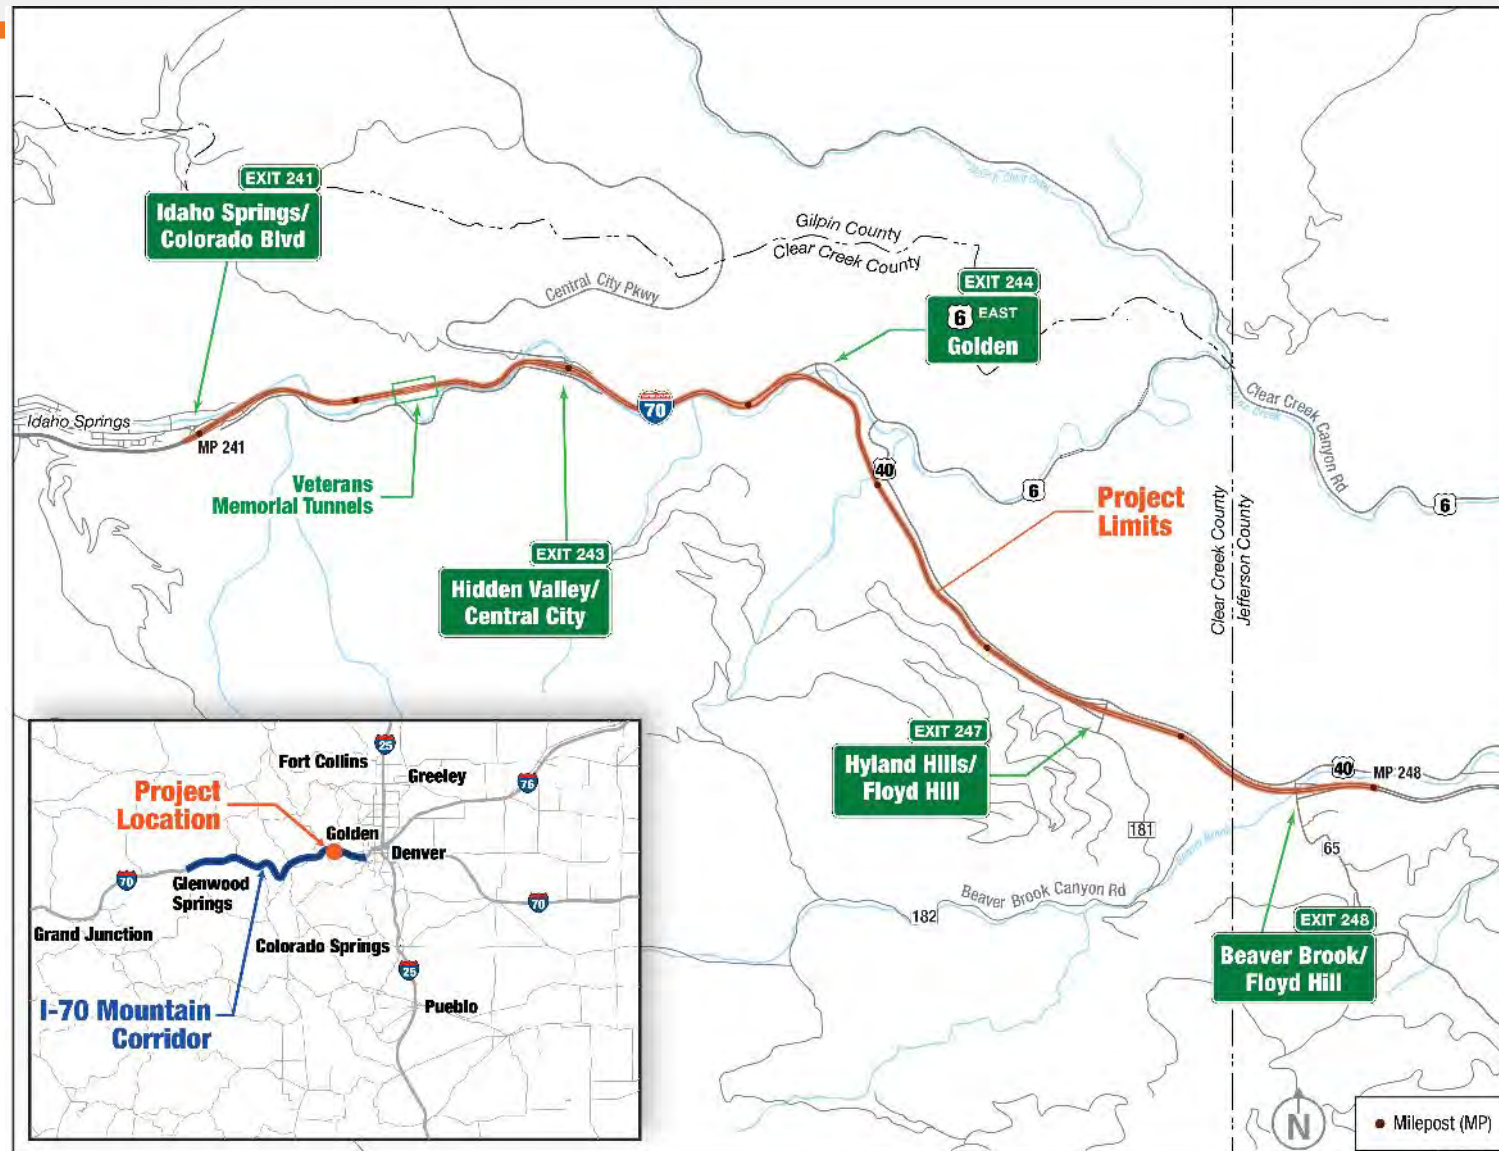 EXIT 241
Idaho Springs/
Colorado Blvd
Gilpin County
Clear Creek County
Central City Pkwy
EXIT 244
6 EAST
Golden
Clear Creek Canyon Rd
Idaho Springs
MP 241
70
40
6
6
Veterans
Memorial Tunnels
Project
Limits
EXIT 243
Hidden Valley/
Central City
Clear Creek County
Jefferson County
EXIT 247
Hyland Hills/
Floyd Hill
40
MP 248
181
65
Beaver Brook
Beaver Brook Canyon Rd
182
EXIT 248
Beaver Brook/
Floyd Hill
25
Fort Collins
Greeley
76
Project
Location
Golden
Denver
70
Glenwood
Springs
70
Grand Junction
Colorado Springs
25
I-70 Mountain
Corridor
Pueblo
N
Milepost (MP)